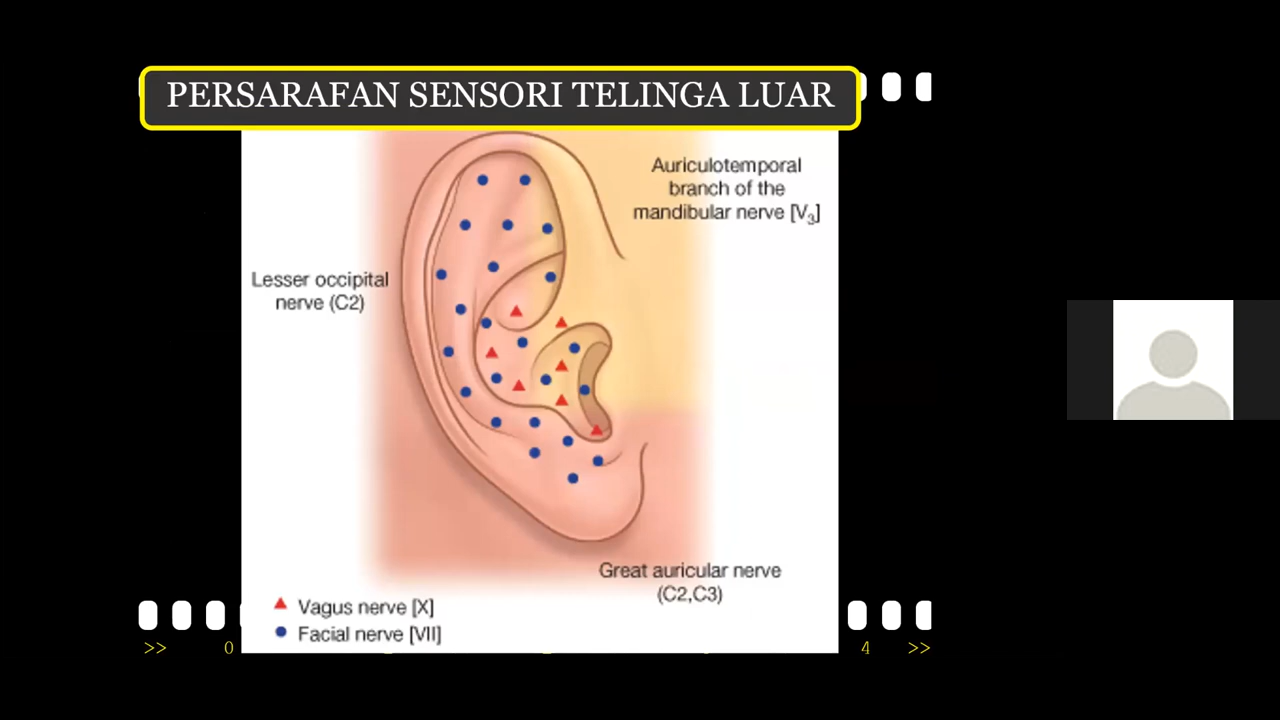 PERSARAFAN SENSORI TELINGA LUAR
Auriculotemporal
branch of the
mandibular nerve [V3]
Lesser occipital
nerve (C2)
Great auricular nerve
(C2,C3)
Vagus nerve [X]
Facial nerve [VII]
>> 0 4 >>